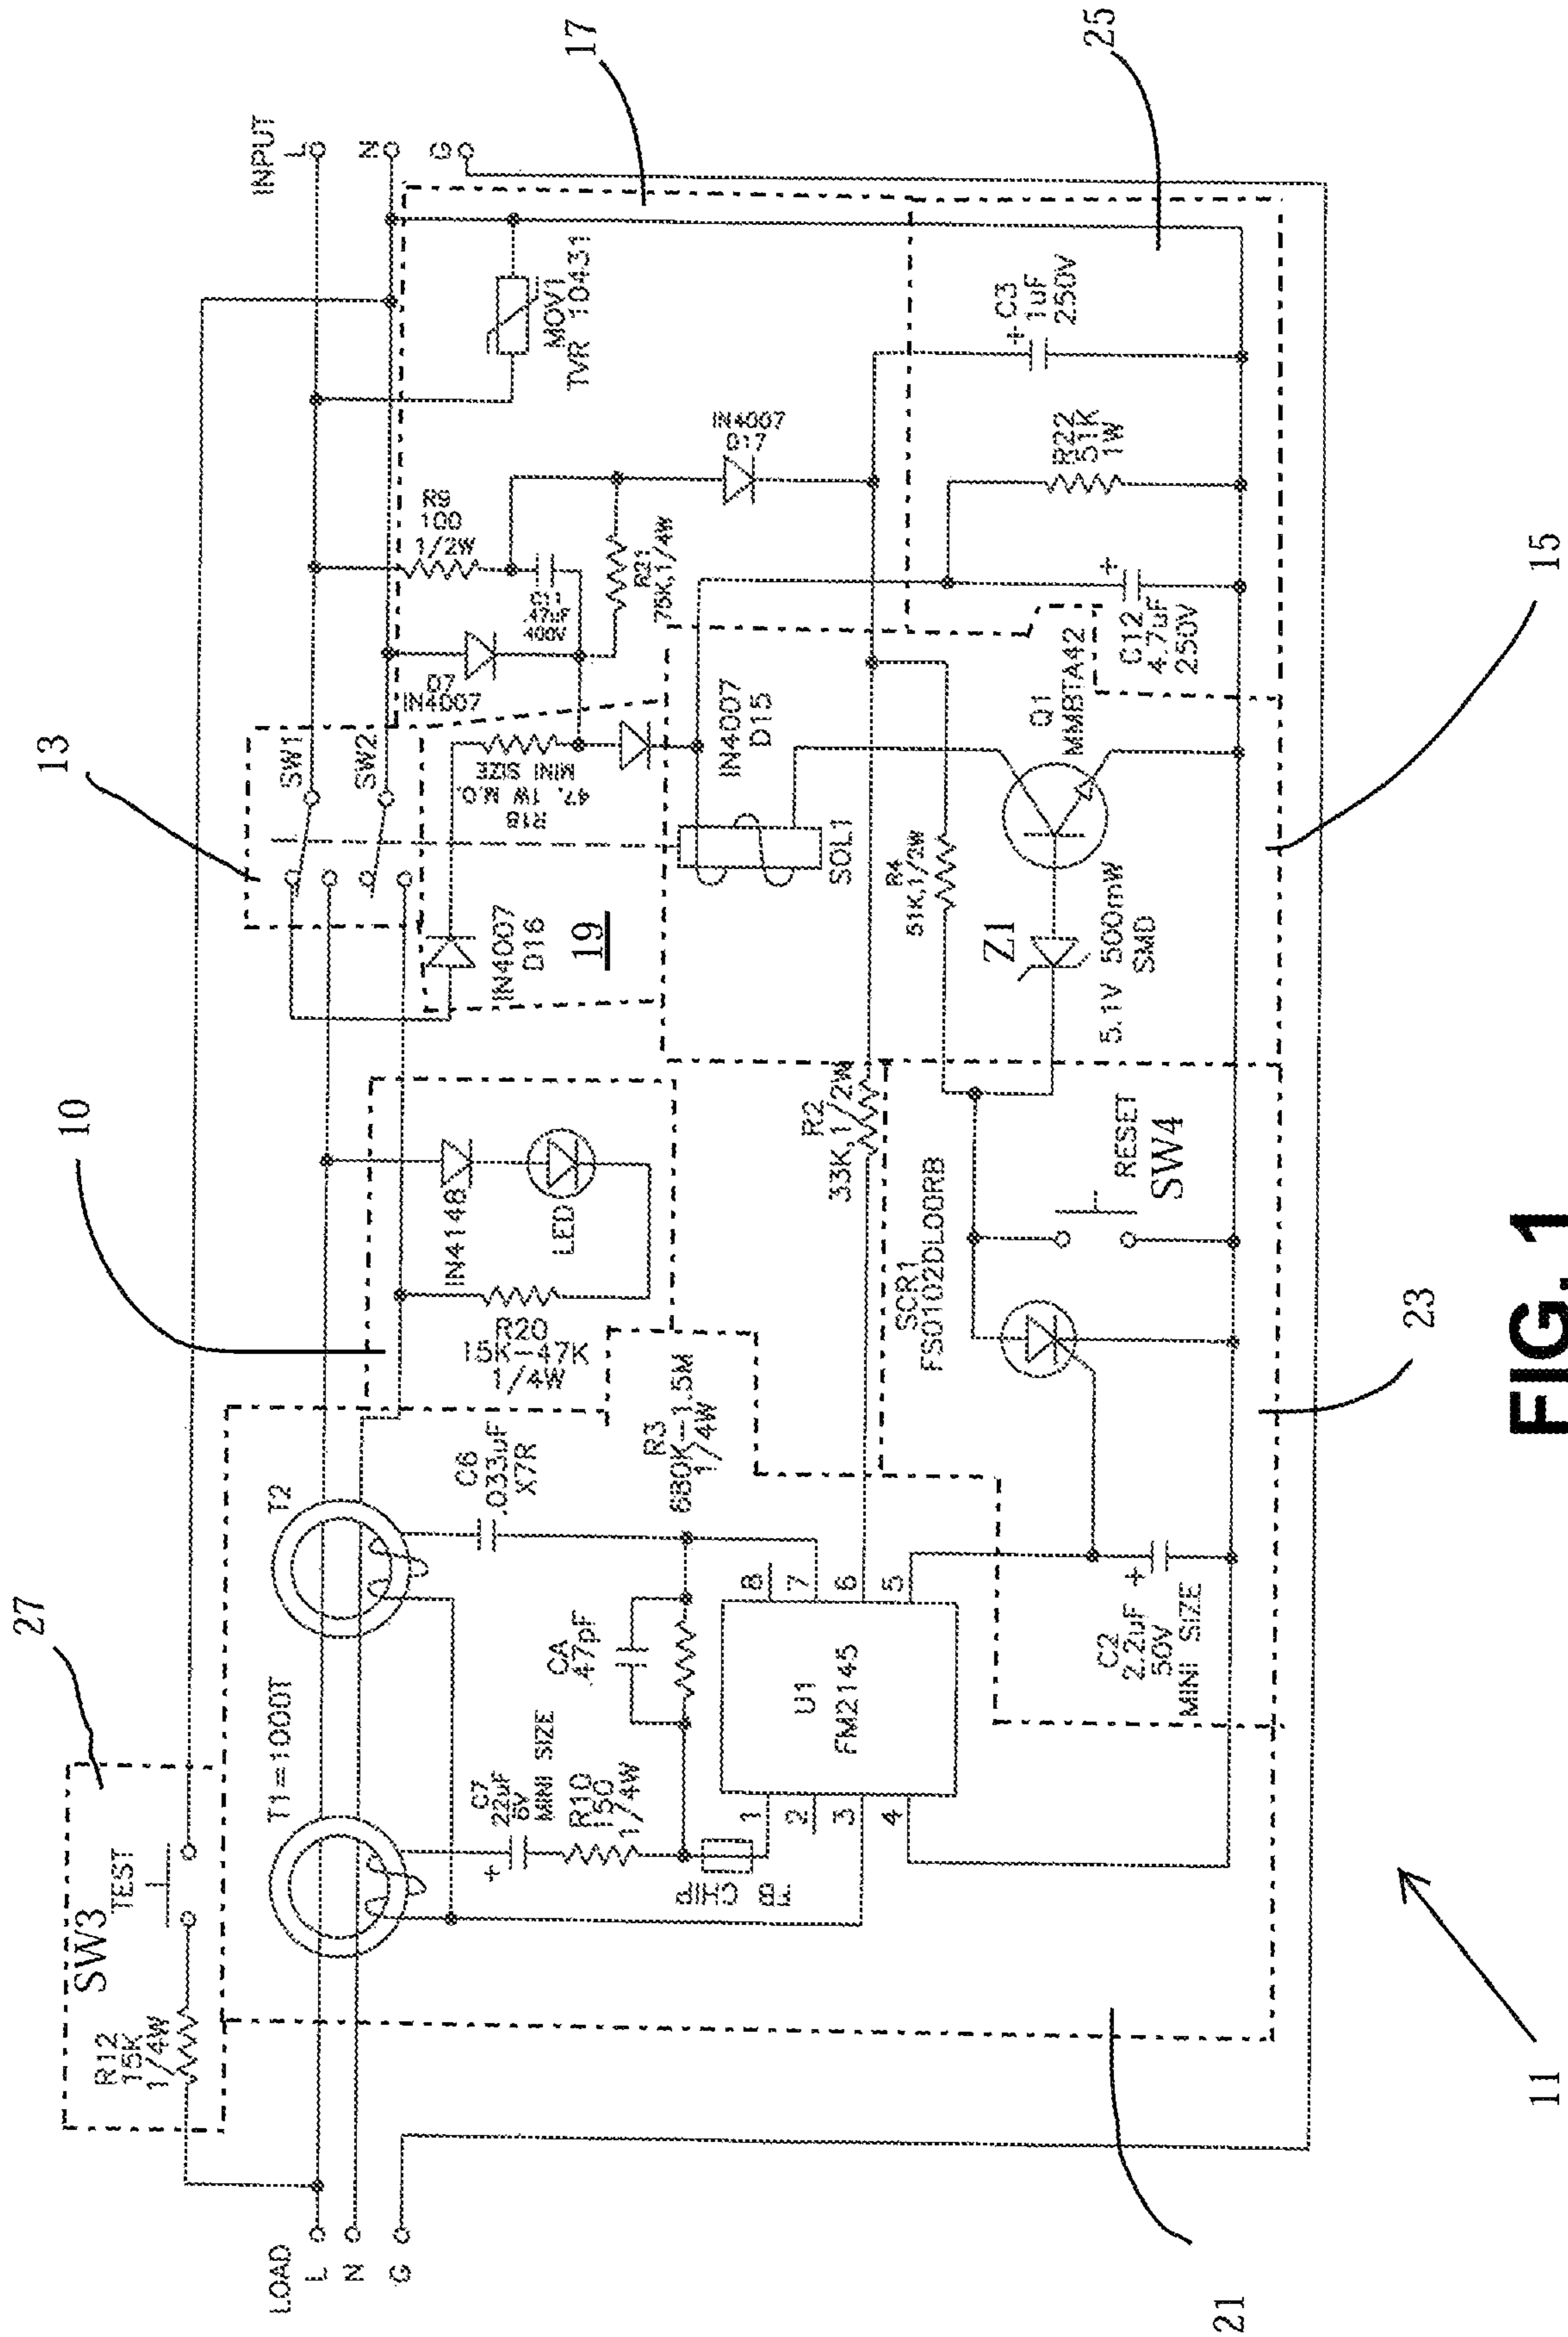 27
SW3
TEST
R12
15K
1/4W
LOAD
L
N
G
T1=1000T
T2
10
13
SW1
SW2
INPUT
L
N
G
17
25
C7
22uF
6V
MINI SIZE
R10
150
1/4W
FB CHIP
CA
47pF
C6
.033uF
X7R
R3
680K-1.5M
1/4W
R20
15K-47K
1/4W
IN4148
LED
IN4007
D16
19
R18
47. 1W M.O.
MINI SIZE
D7
IN4007
R9
100
1/2W
.47uF
400V
R21
75K,1/4W
IN4007
D17
MOV1
TVR 10431
IN4007
D15
SOL1
U1
FM2145
1
2
3
4
5
6
7
8
R2
33K,1/2W
R4
51K,1/2W
SCR1
FS0102DL00RB
Z1
5.1V 500mW
SMD
Q1
MMBTA42
C12
4.7uF
250V
R22
51K
1W
C3
1uF
250V
C2
2.2uF
50V
MINI SIZE
RESET
SW4
21
11
23
15
FIG. 1